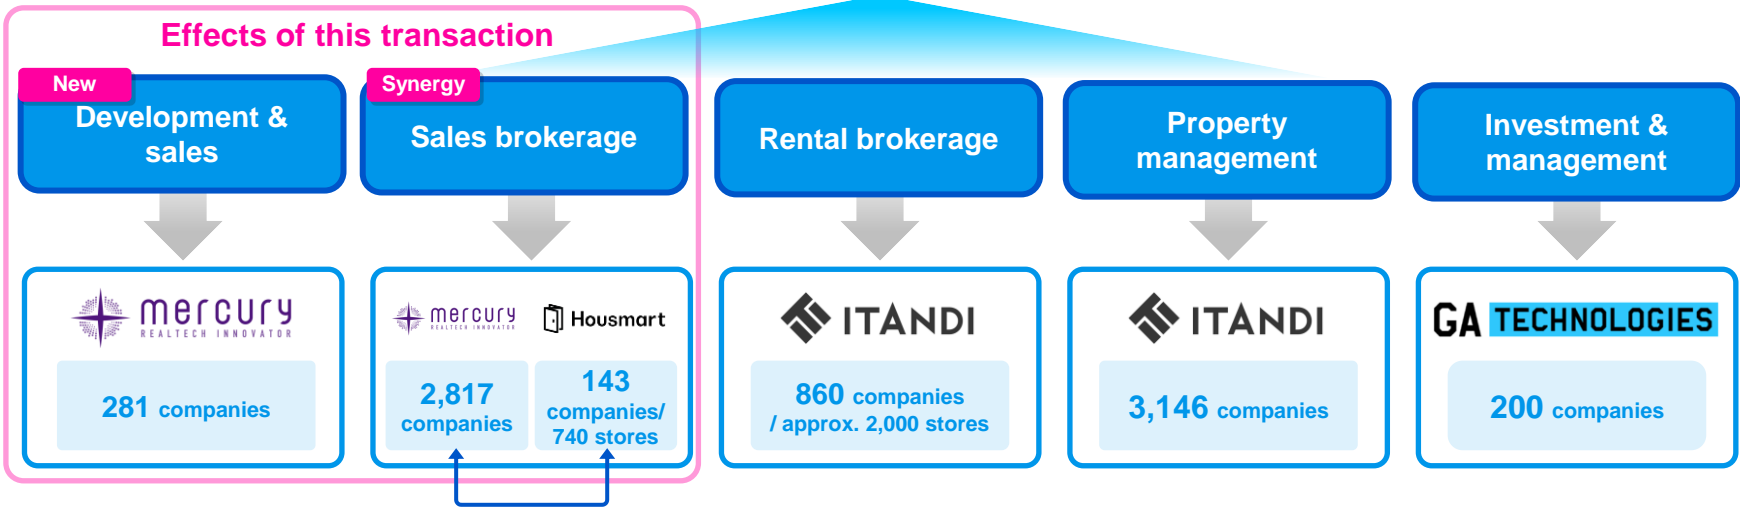 Effects of this transaction
New
Development &
sales
Synergy
Sales brokerage
Rental brokerage
Property
management
Investment &
management
mercury
REALTECH INNOVATOR
281 companies
mercury
REALTECH INNOVATOR
2,817
companies
Housmart
143
companies/
740 stores
ITANDI
860 companies
/ approx. 2,000 stores
ITANDI
3,146 companies
GA TECHNOLOGIES
200 companies